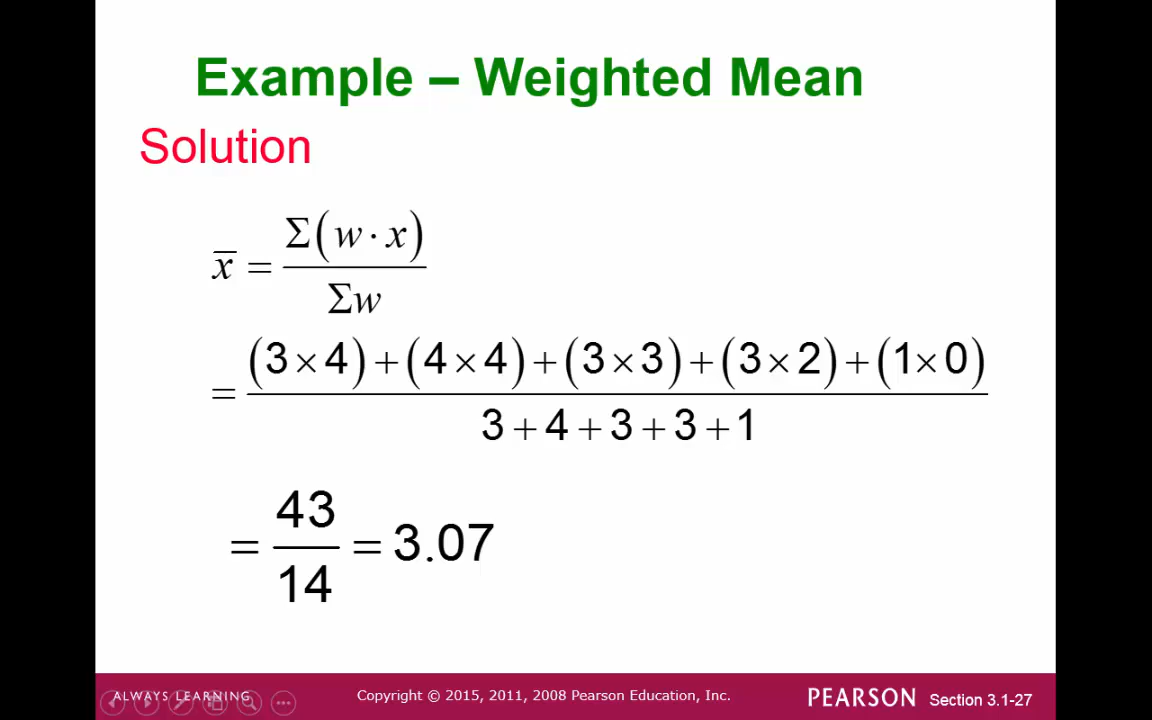 Example – Weighted Mean
Solution
x̄ = Σ(w · x) / Σw
= (3 × 4) + (4 × 4) + (3 × 3) + (3 × 2) + (1 × 0) / 3 + 4 + 3 + 3 + 1
= 43 / 14 = 3.07
ALWAYS LEARNING
Copyright © 2015, 2011, 2008 Pearson Education, Inc.
PEARSON
Section 3.1-27